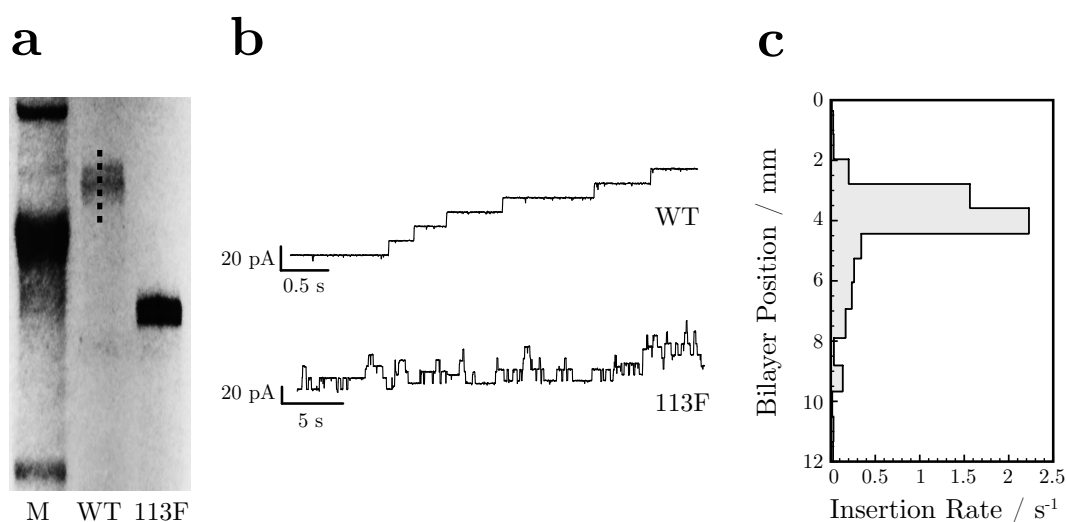 a
b
c
M
WT
113F
WT
20 pA
0.5 s
113F
20 pA
5 s
Bilayer Position / mm
0
2
4
6
8
10
12
0 0.5 1 1.5 2 2.5
Insertion Rate / s-1